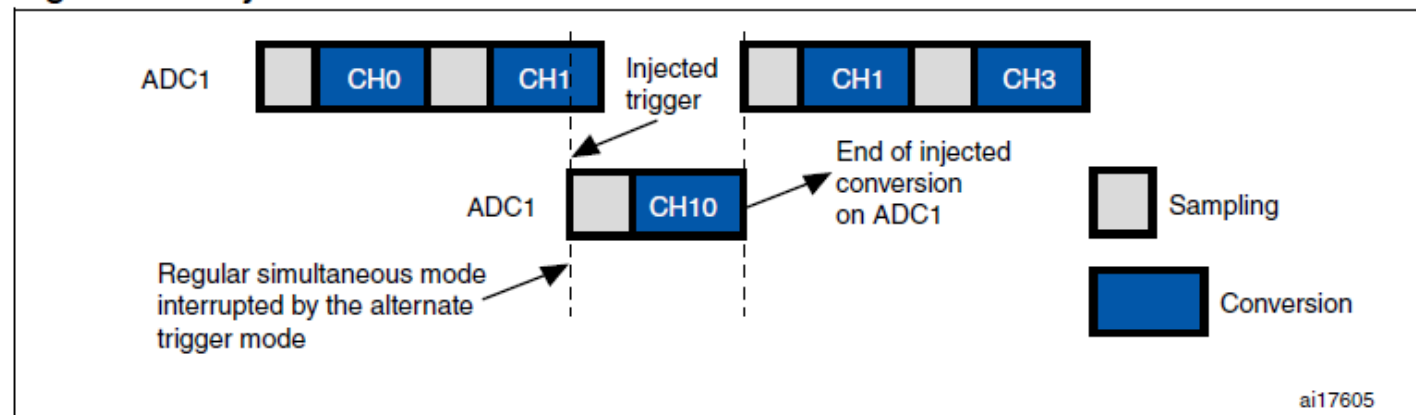 ADC1
CH0
CH1
Injected
trigger
CH1
CH3
ADC1
CH10
End of injected
conversion
on ADC1
Sampling
Regular simultaneous mode
interrupted by the alternate
trigger mode
Conversion
ai17605